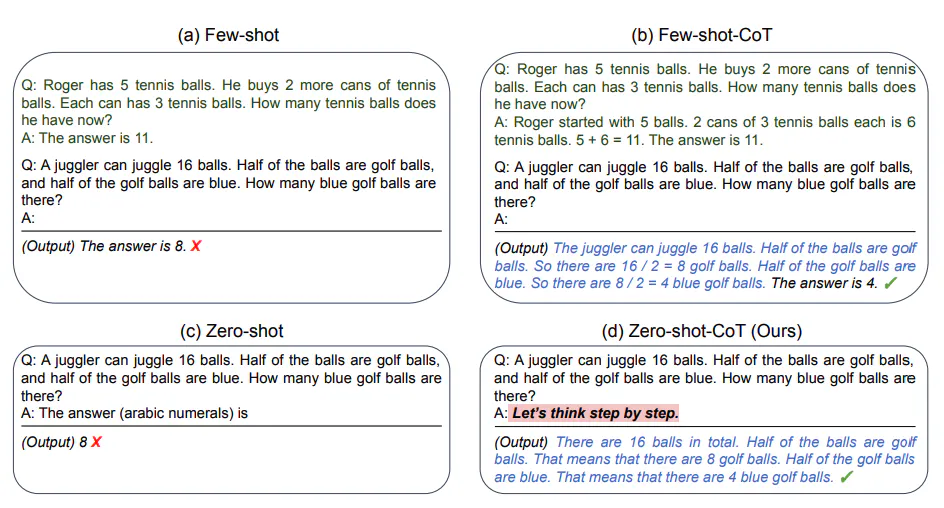 (a) Few-shot
Q: Roger has 5 tennis balls. He buys 2 more cans of tennis
balls. Each can has 3 tennis balls. How many tennis balls does
he have now?
A: The answer is 11.
Q: A juggler can juggle 16 balls. Half of the balls are golf balls,
and half of the golf balls are blue. How many blue golf balls are
there?
A:
(Output) The answer is 8. X
(b) Few-shot-CoT
Q: Roger has 5 tennis balls. He buys 2 more cans of tennis
balls. Each can has 3 tennis balls. How many tennis balls does
he have now?
A: Roger started with 5 balls. 2 cans of 3 tennis balls each is 6
tennis balls. 5 + 6 = 11. The answer is 11.
Q: A juggler can juggle 16 balls. Half of the balls are golf balls,
and half of the golf balls are blue. How many blue golf balls are
there?
A:
(Output) The juggler can juggle 16 balls. Half of the balls are golf
balls. So there are 16 / 2 = 8 golf balls. Half of the golf balls are
blue. So there are 8 / 2 = 4 blue golf balls. The answer is 4. ✓
(c) Zero-shot
Q: A juggler can juggle 16 balls. Half of the balls are golf balls,
and half of the golf balls are blue. How many blue golf balls are
there?
A: The answer (arabic numerals) is
(Output) 8 X
(d) Zero-shot-CoT (Ours)
Q: A juggler can juggle 16 balls. Half of the balls are golf balls,
and half of the golf balls are blue. How many blue golf balls are
there?
A: Let's think step by step.
(Output) There are 16 balls in total. Half of the balls are golf
balls. That means that there are 8 golf balls. Half of the golf balls
are blue. That means that there are 4 blue golf balls. ✓